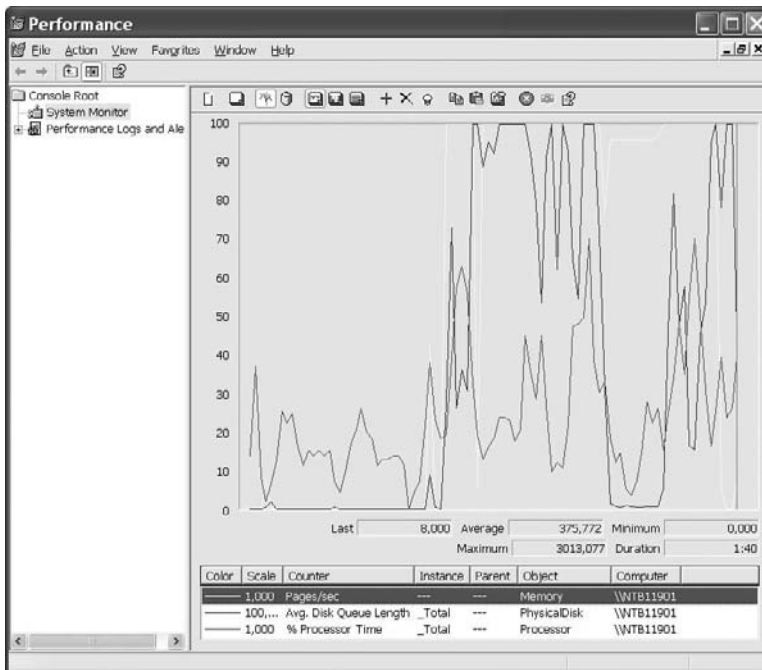 Performance
File Action View Favorites Window Help
Console Root
System Monitor
Performance Logs and Ale
100
90
80
70
60
50
40
30
20
10
0
Last 8,000 Average 375,772 Minimum 0,000
Maximum 3013,077 Duration 1:40
Color Scale Counter Instance Parent Object Computer
1,000 Pages/sec --- --- Memory \\NTB11901
100,... Avg. Disk Queue Length _Total --- PhysicalDisk \\NTB11901
1,000 % Processor Time _Total --- Processor \\NTB11901